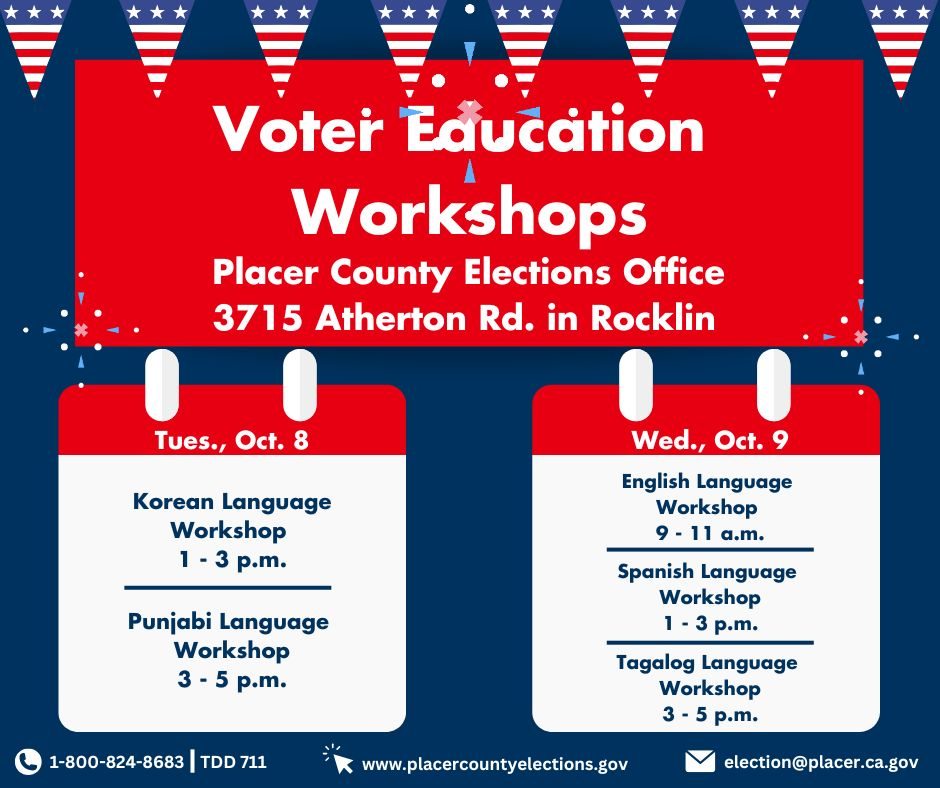 Voter Education
Workshops
Placer County Elections Office
3715 Atherton Rd. in Rocklin
Tues., Oct. 8
Korean Language
Workshop
1 - 3 p.m.
Punjabi Language
Workshop
3 - 5 p.m.
Wed., Oct. 9
English Language
Workshop
9 - 11 a.m.
Spanish Language
Workshop
1 - 3 p.m.
Tagalog Language
Workshop
3 - 5 p.m.
1-800-824-8683 | TDD 711
www.placercountyelections.gov
election@placer.ca.gov